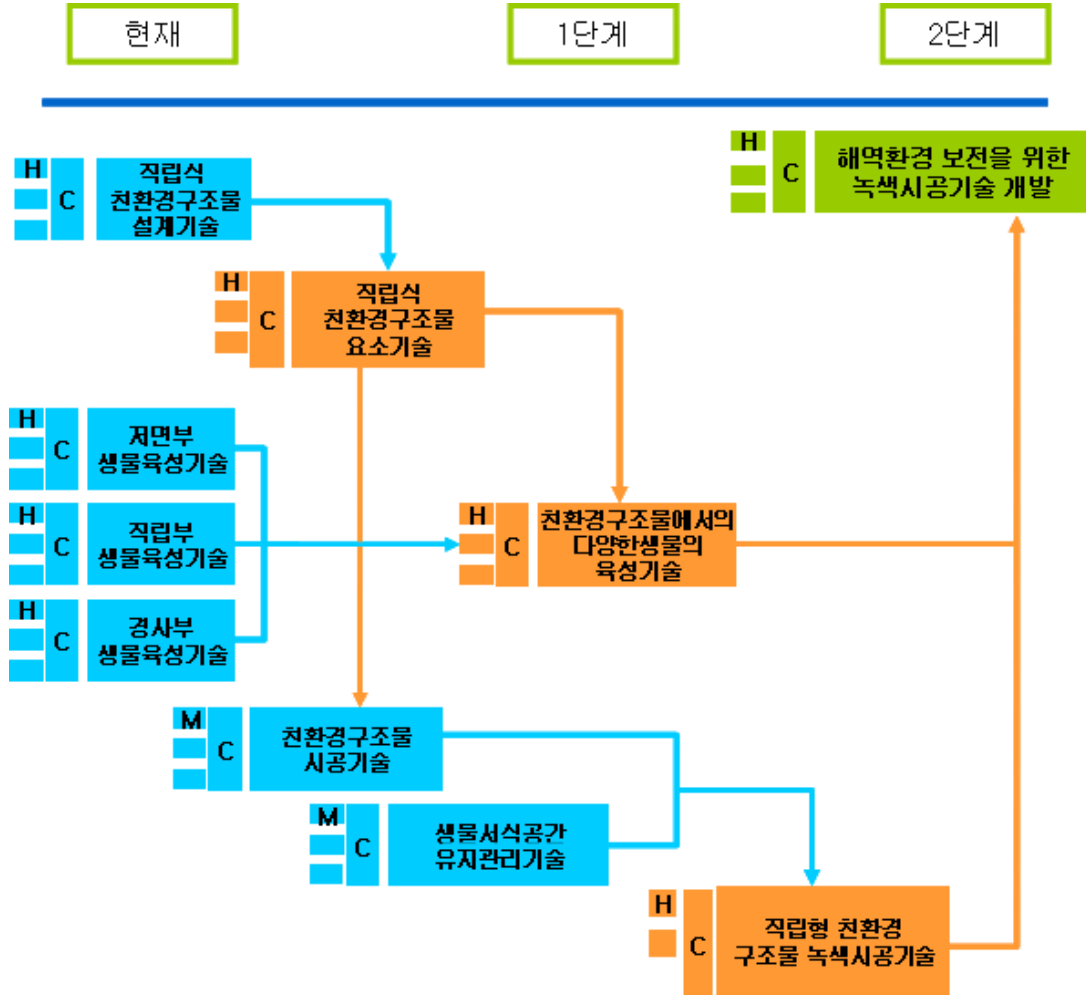 현재
1단계
2단계
H
C
직립식
친환경구조물
설계기술
H
C
해역환경 보전을 위한
녹색시공기술 개발
H
C
직립식
친환경구조물
요소기술
H
C
저면부
생물육성기술
H
C
직립부
생물육성기술
H
C
친환경구조물에서의
다양한생물의
육성기술
H
C
경사부
생물육성기술
M
C
친환경구조물
시공기술
M
C
생물서식공간
유지관리기술
H
C
직립형 친환경
구조물 녹색시공기술